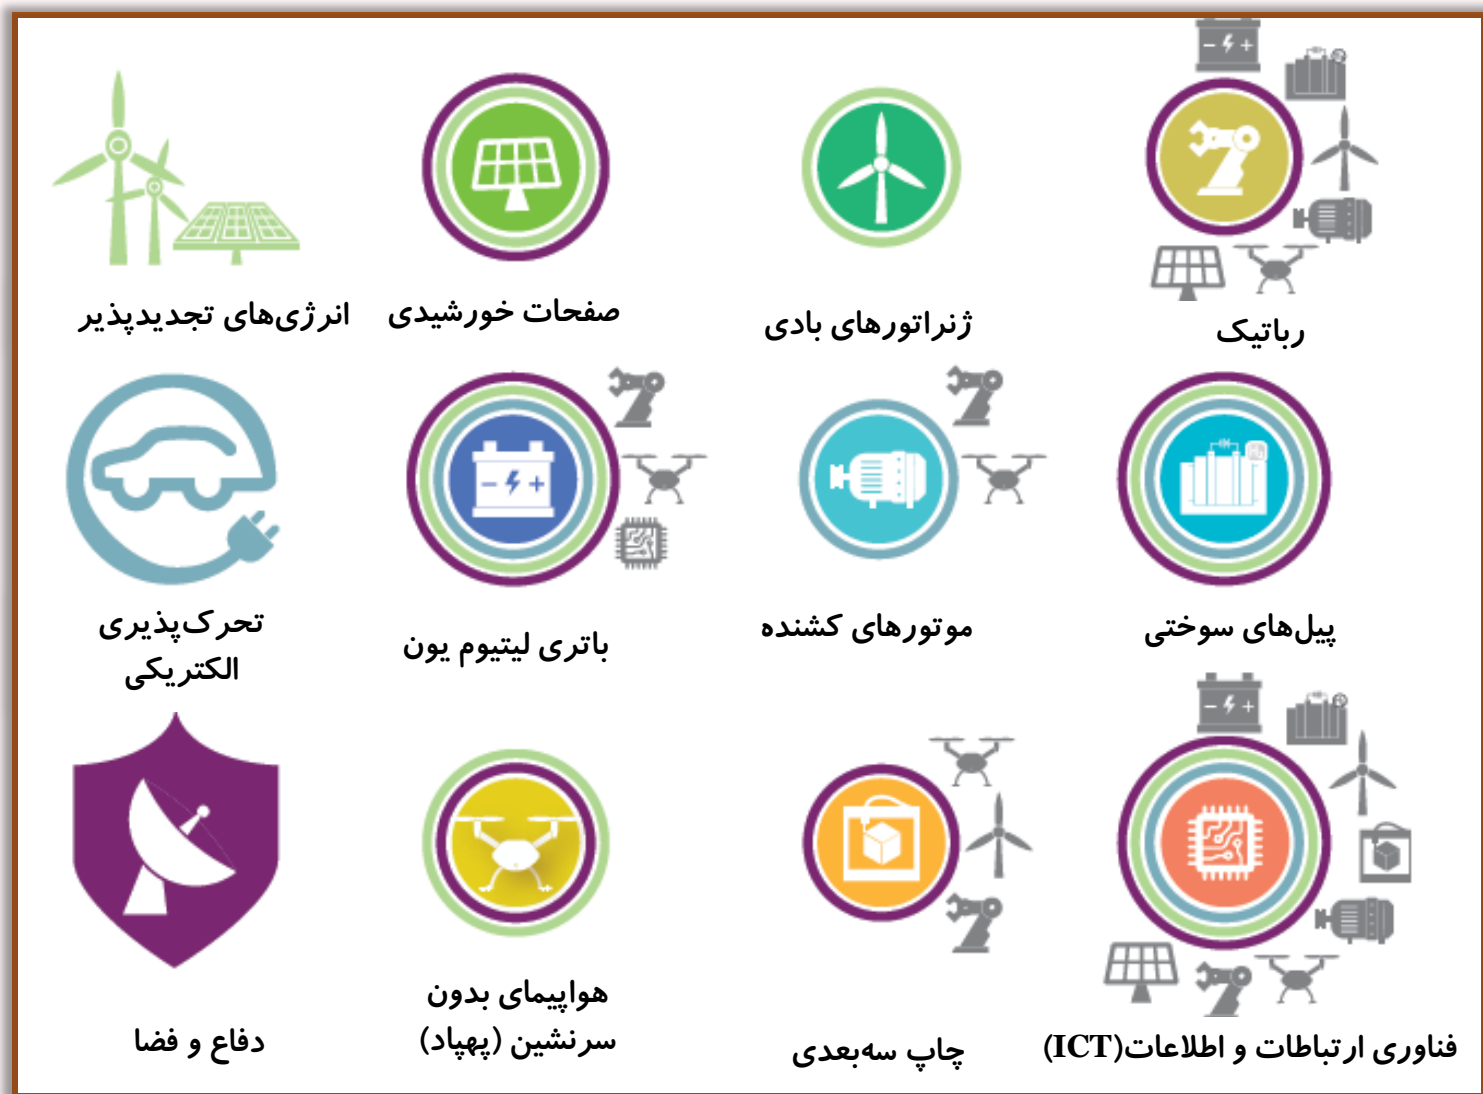 رباتیک
ژنراتورهای بادی
صفحات خورشیدی
انرژی‌های تجدیدپذیر
پیل‌های سوختی
موتورهای کشنده
باتری لیتیوم یون
تحرک‌پذیری
الکتریکی
فناوری ارتباطات و اطلاعات(ICT)
چاپ سه‌بعدی
هواپیمای بدون
سرنشین (پهپاد)
دفاع و فضا